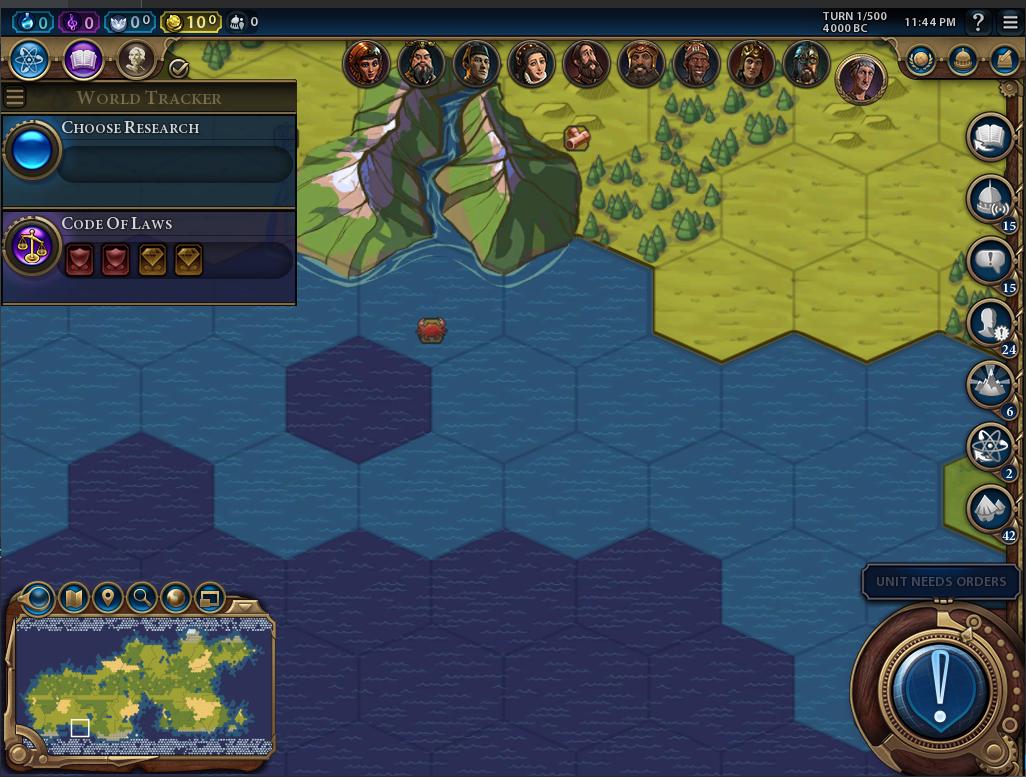 0 0 0⁰ 10⁰ 0
TURN 1/500
4000 BC
11:44 PM
?
WORLD TRACKER
CHOOSE RESEARCH
CODE OF LAWS
15
15
24
6
2
42
UNIT NEEDS ORDERS